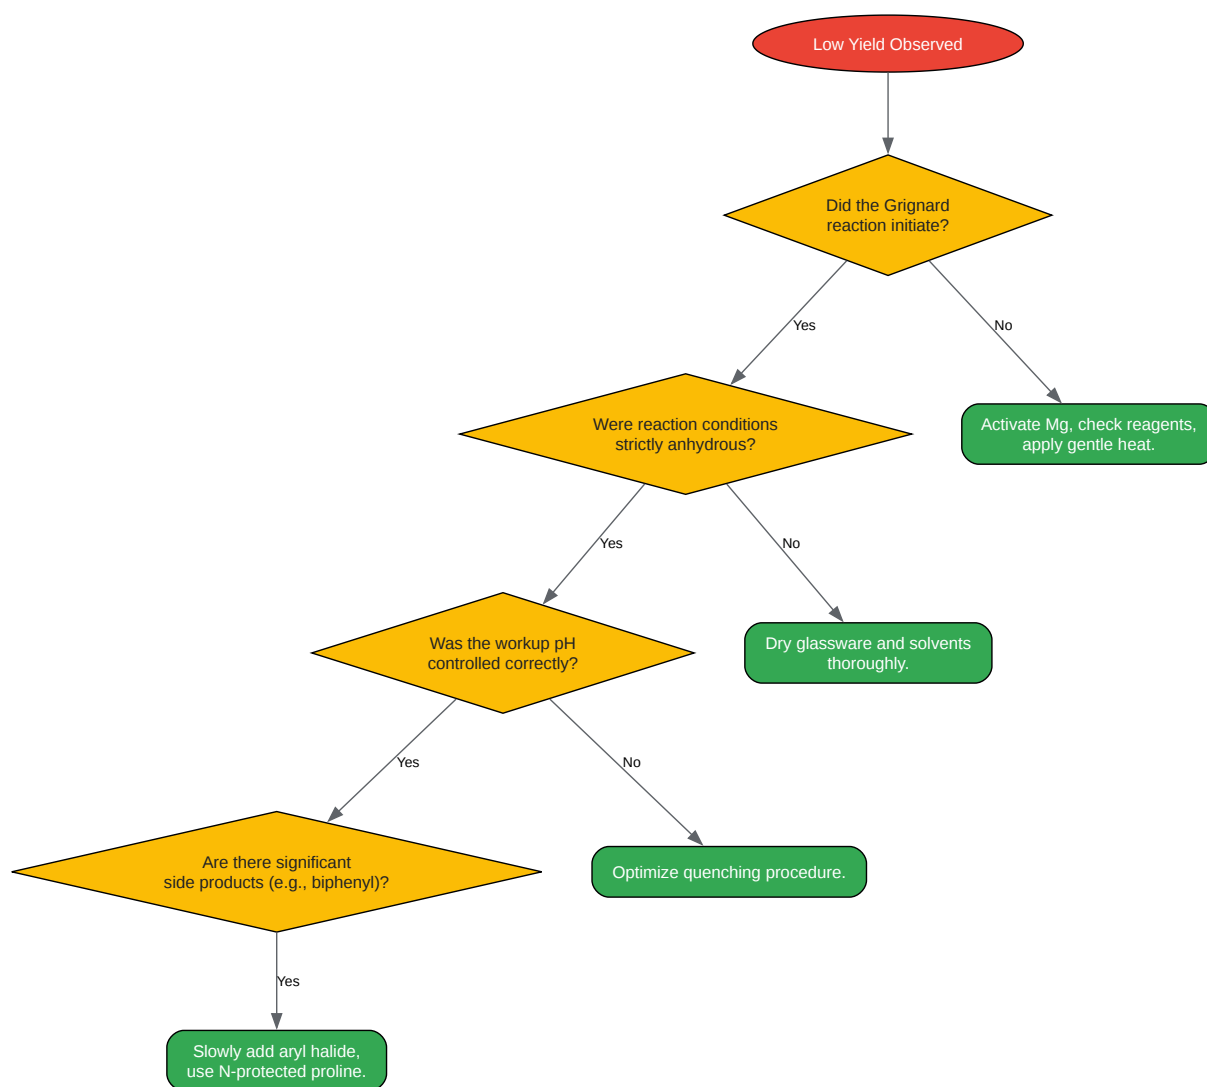 Low Yield Observed
Did the Grignard
reaction initiate?
Yes
No
Were reaction conditions
strictly anhydrous?
Activate Mg, check reagents,
apply gentle heat.
Yes
No
Was the workup pH
controlled correctly?
Dry glassware and solvents
thoroughly.
Yes
No
Are there significant
side products (e.g., biphenyl)?
Optimize quenching procedure.
Yes
Slowly add aryl halide,
use N-protected proline.